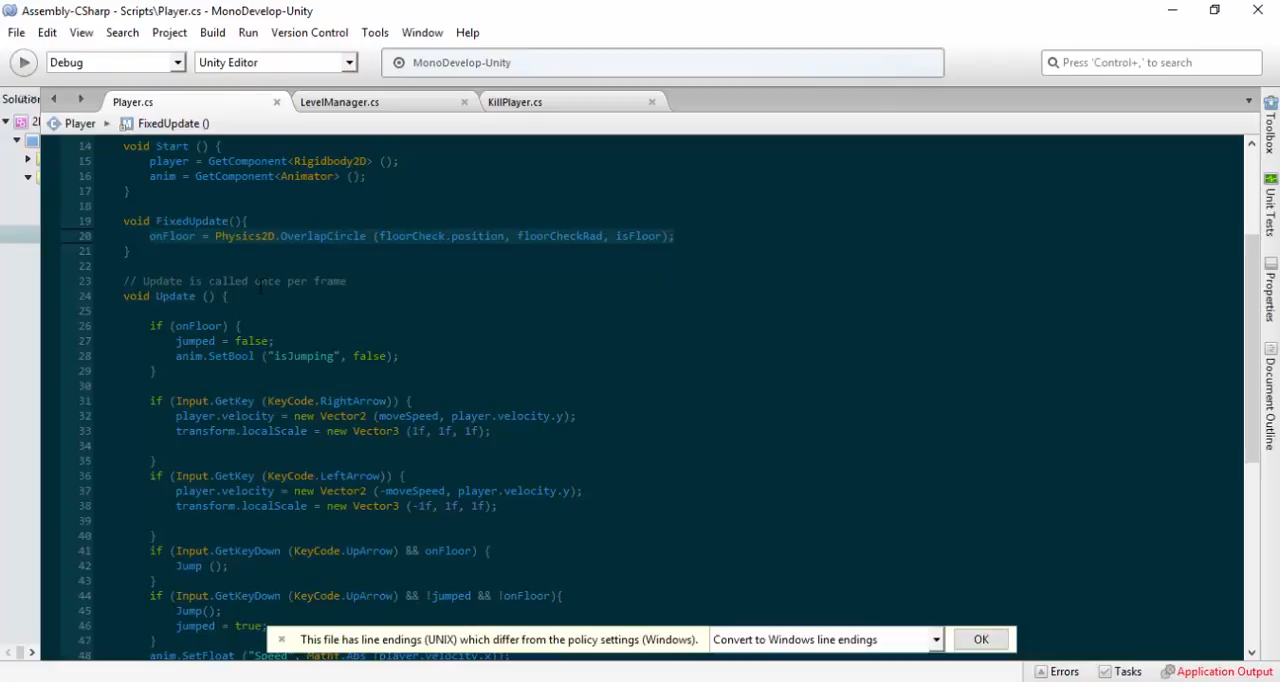 Assembly-CSharp - Scripts\Player.cs - MonoDevelop-Unity
File Edit View Search Project Build Run Version Control Tools Window Help
Debug Unity Editor MonoDevelop-Unity Press 'Control+,' to search
Solution Player.cs LevelManager.cs KillPlayer.cs
Player FixedUpdate ()
14 void Start () {
15 player = GetComponent<Rigidbody2D> ();
16 anim = GetComponent<Animator> ();
17 }
18
19 void FixedUpdate(){
20 onFloor = Physics2D.OverlapCircle (floorCheck.position, floorCheckRad, isFloor);
21 }
22
23 // Update is called once per frame
24 void Update () {
25
26 if (onFloor) {
27 jumped = false;
28 anim.SetBool ("isJumping", false);
29 }
30
31 if (Input.GetKey (KeyCode.RightArrow)) {
32 player.velocity = new Vector2 (moveSpeed, player.velocity.y);
33 transform.localScale = new Vector3 (1f, 1f, 1f);
34
35 }
36 if (Input.GetKey (KeyCode.LeftArrow)) {
37 player.velocity = new Vector2 (-moveSpeed, player.velocity.y);
38 transform.localScale = new Vector3 (-1f, 1f, 1f);
39
40 }
41 if (Input.GetKeyDown (KeyCode.UpArrow) && onFloor) {
42 Jump ();
43 }
44 if (Input.GetKeyDown (KeyCode.UpArrow) && !jumped && !onFloor){
45 Jump();
46 jumped = true;
47 }
48 anim.SetFloat ("Speed", Mathf.Abs (player.velocity.x));
This file has line endings (UNIX) which differ from the policy settings (Windows). Convert to Windows line endings OK
Toolbox
Unit Tests
Properties
Document Outline
Errors Tasks Application Output